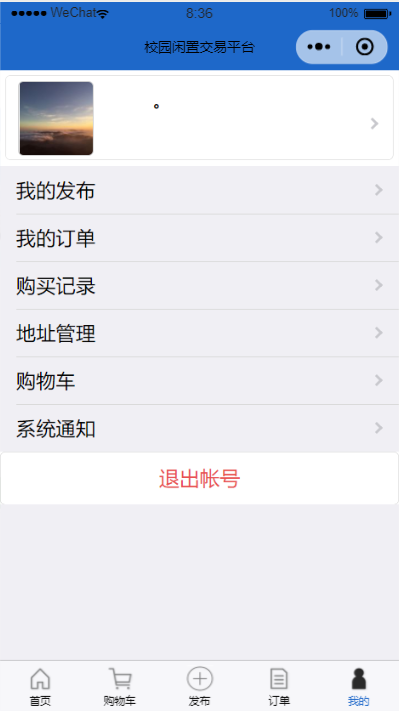 WeChat 8:36 100%
校园闲置交易平台
。
我的发布
我的订单
购买记录
地址管理
购物车
系统通知
退出帐号
首页 购物车 发布 订单 我的